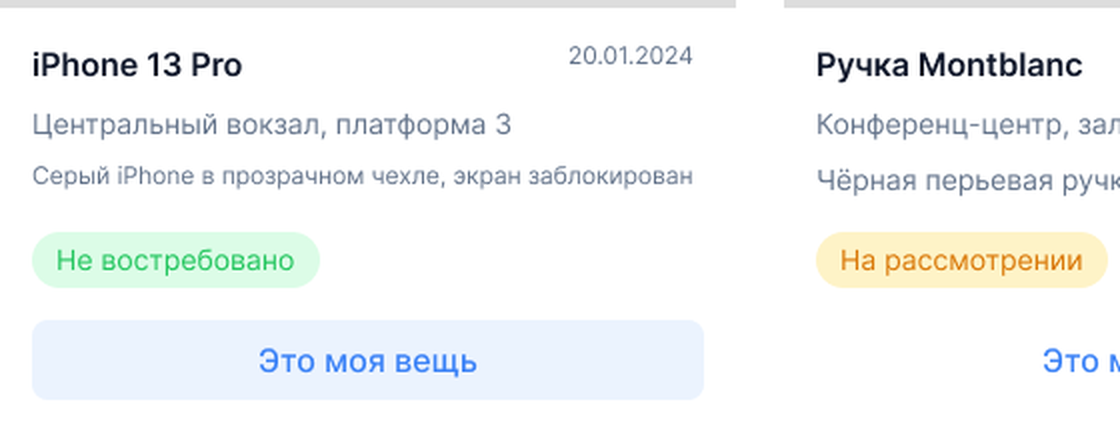 iPhone 13 Pro
20.01.2024
Центральный вокзал, платформа 3
Серый iPhone в прозрачном чехле, экран заблокирован
Не востребовано
Это моя вещь
Ручка Montblanc
Конференц-центр,
Чёрная перьевая
На рассмотрении
Это